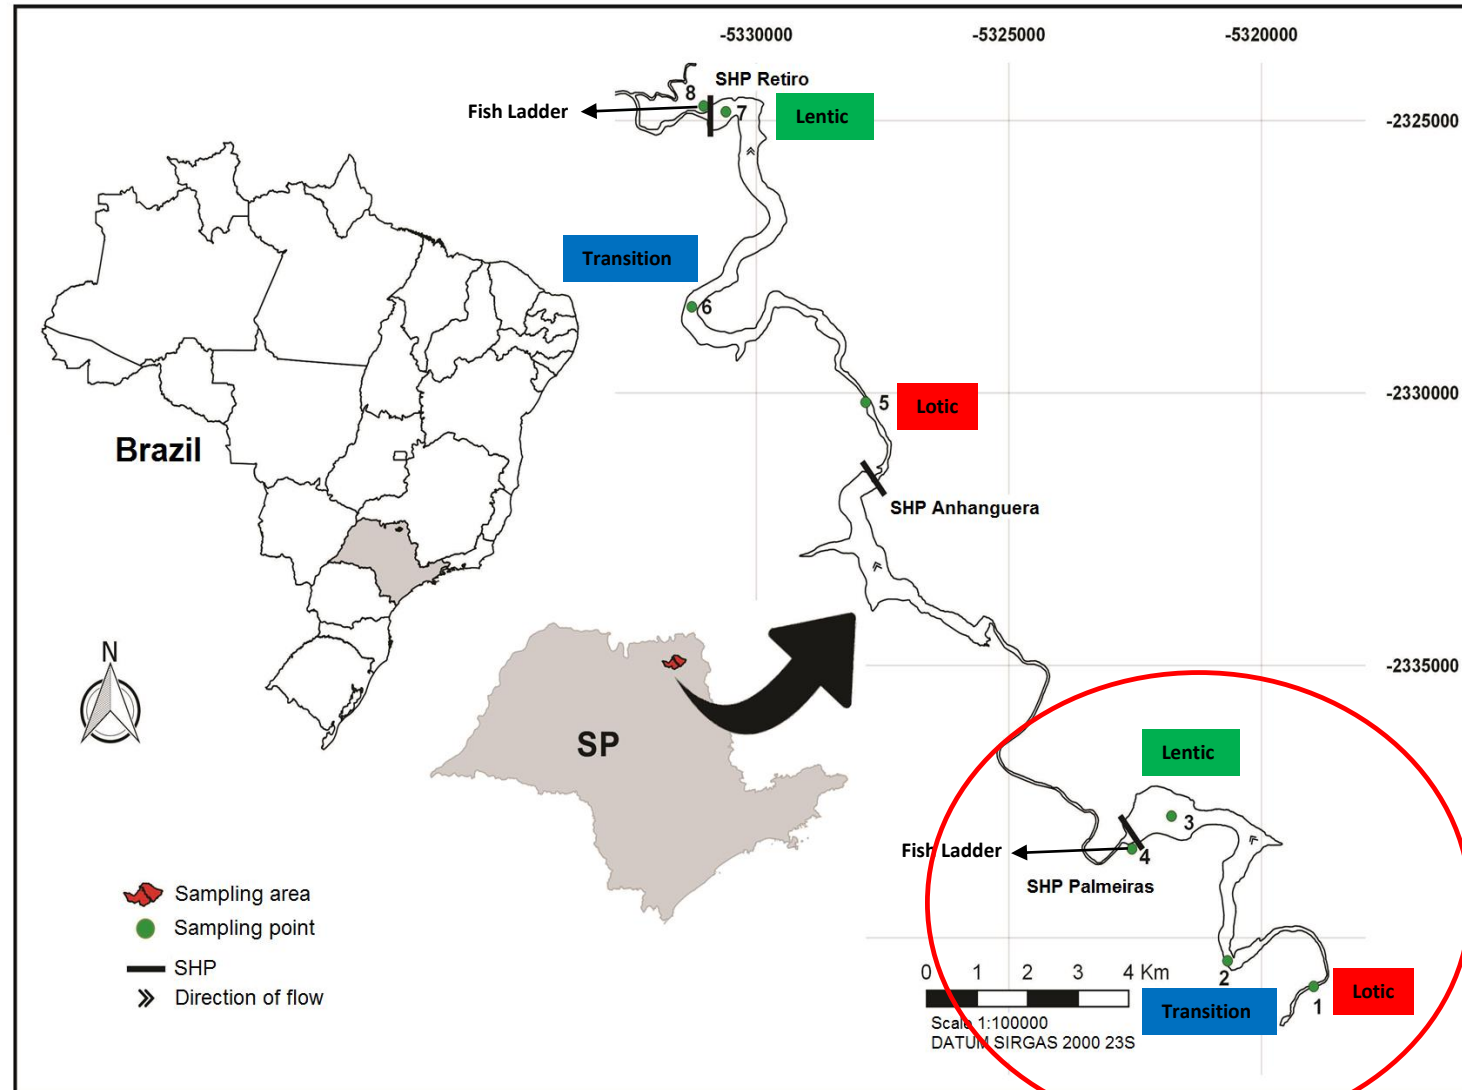 -5330000
-5325000
-5320000
SHP Retiro
8
Fish Ladder
7
Lentic
-2325000
Transition
6
-2330000
5
Lotic
Brazil
SHP Anhanguera
N
-2335000
SP
Lentic
3
Fish Ladder
4
SHP Palmeiras
Sampling area
Sampling point
SHP
Direction of flow
0 1 2 3 4 Km
2
Lotic
1
Transition
Scale 1:100000
DATUM SIRGAS 2000 23S